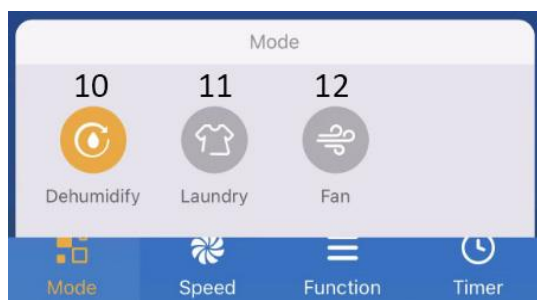 Mode
10 11 12
Dehumidify Laundry Fan
Mode Speed Function Timer